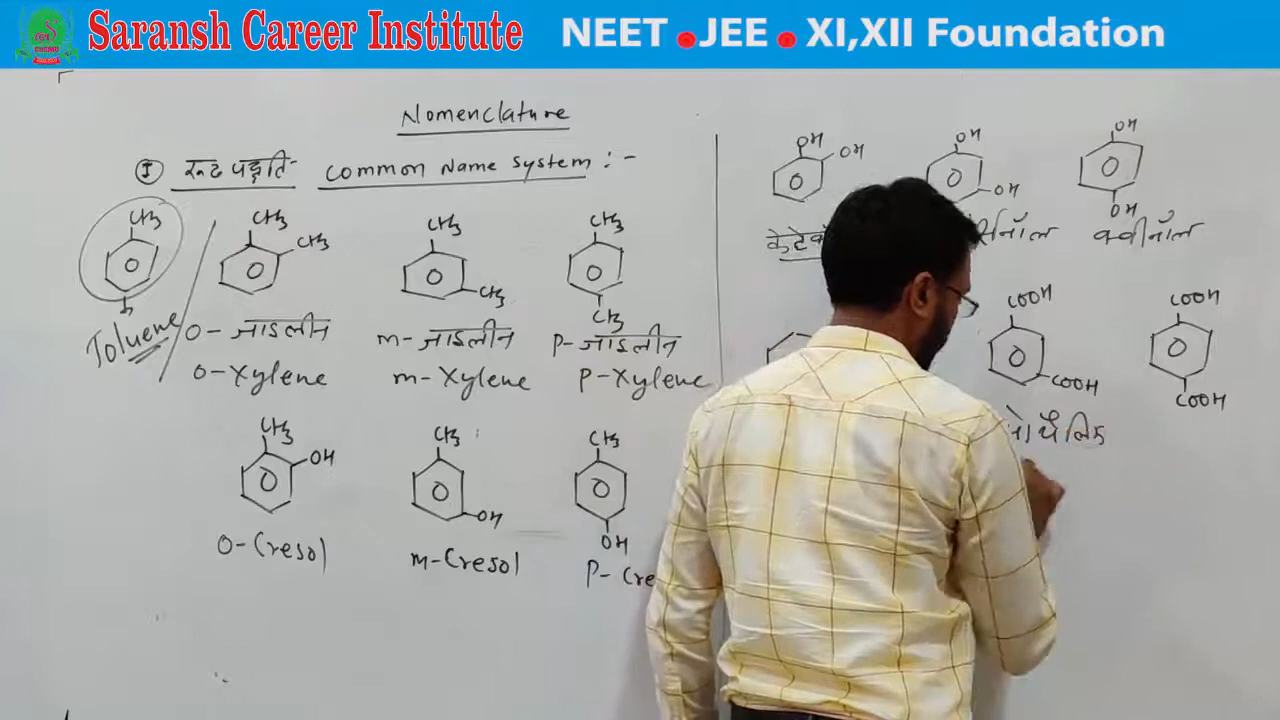 Saransh Career Institute
NEET . JEE . XI,XII Foundation
Nomenclature
I रूढ पद्धति Common Name System :-
CH3
Toluene
CH3 CH3
O-जाइलीन
O-Xylene
CH3 CH3
m-जाइलीन
m-Xylene
CH3 CH3
P-जाइलीन
P-Xylene
CH3 OH
O-Cresol
CH3 OH
m-Cresol
CH3 OH
P-Cre
OH OH
OH OH
OH OH
क्वीनॉल
COOH COOH
COOH COOH